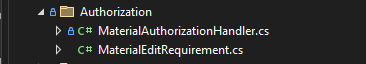 Authorization
C# MaterialAuthorizationHandler.cs
C# MaterialEditRequirement.cs